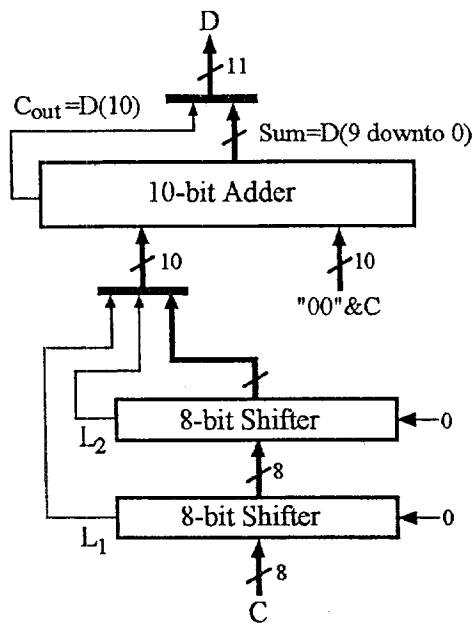 D
11
Cout=D(10)
Sum=D(9 downto 0)
10-bit Adder
10
10
"00"&C
8-bit Shifter
0
L2
8
8-bit Shifter
0
L1
8
C